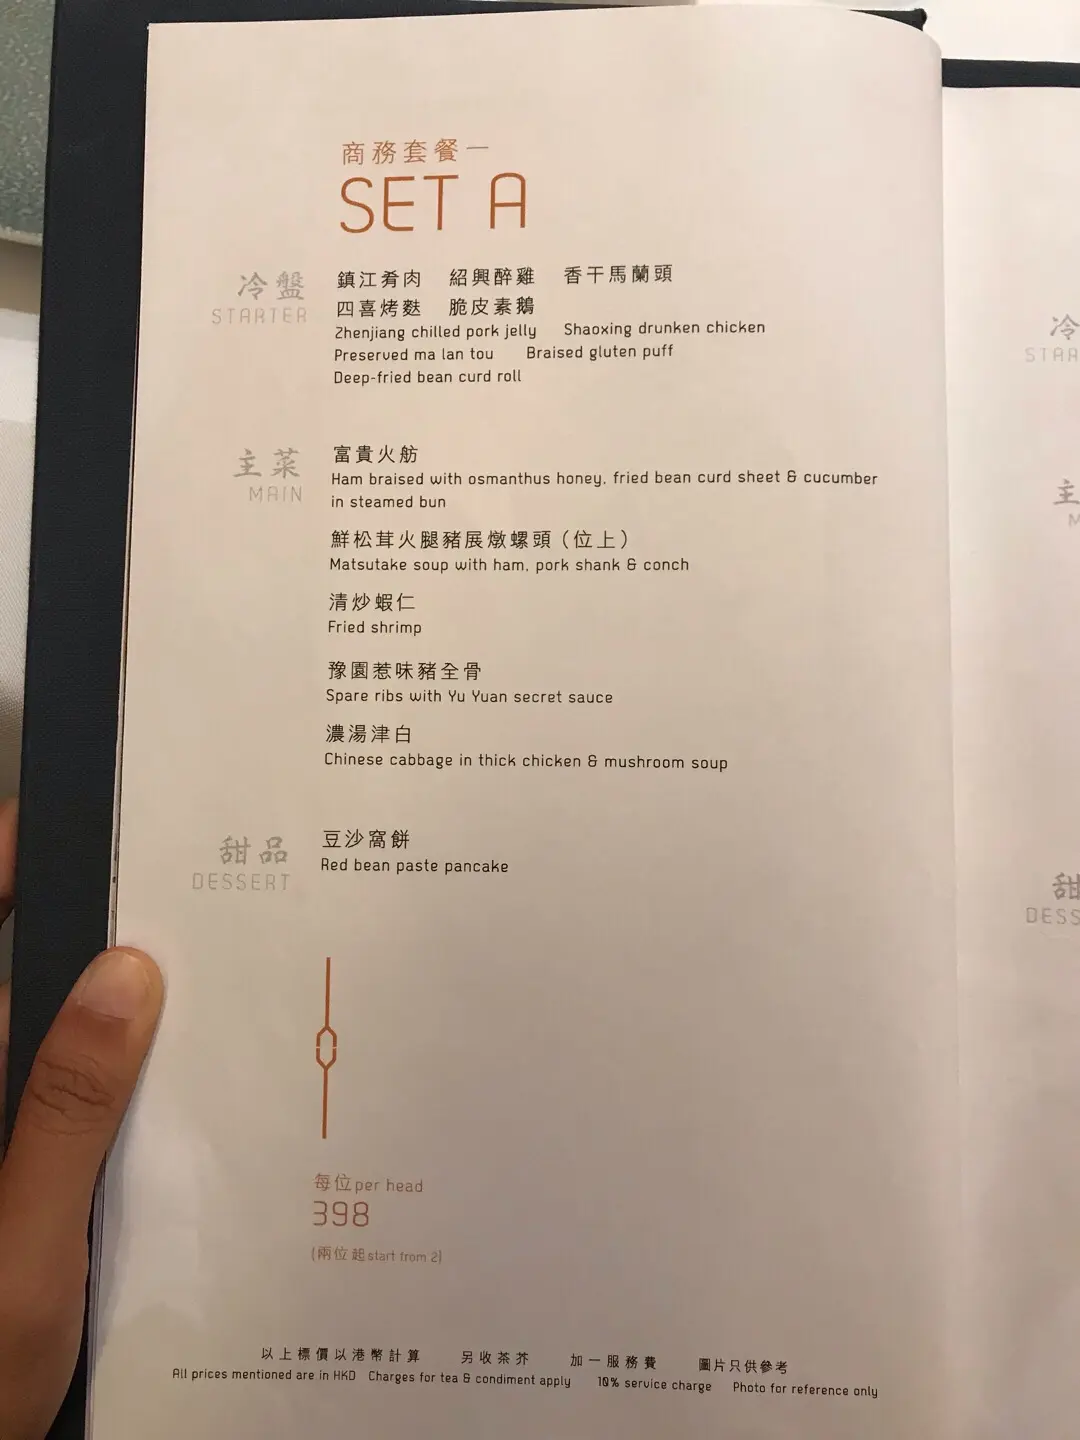 商務套餐一
SET A
冷盤
STARTER
鎮江肴肉 紹興醉雞 香干馬蘭頭
四喜烤麩 脆皮素鵝
Zhenjiang chilled pork jelly Shaoxing drunken chicken
Preserved ma lan tou Braised gluten puff
Deep-fried bean curd roll
主菜
MAIN
富貴火舫
Ham braised with osmanthus honey, fried bean curd sheet & cucumber
in steamed bun
鮮松茸火腿豬展燉螺頭（位上）
Matsutake soup with ham, pork shank & conch
清炒蝦仁
Fried shrimp
豫園惹味豬全骨
Spare ribs with Yu Yuan secret sauce
濃湯津白
Chinese cabbage in thick chicken & mushroom soup
甜品
DESSERT
豆沙窩餅
Red bean paste pancake
每位 per head
398
(兩位起 start from 2)
以上標價以港幣計算 另收茶芥 加一服務費 圖片只供參考
All prices mentioned are in HKD Charges for tea & condiment apply 10% service charge Photo for reference only
冷
STAR
主
M
甜
DESS